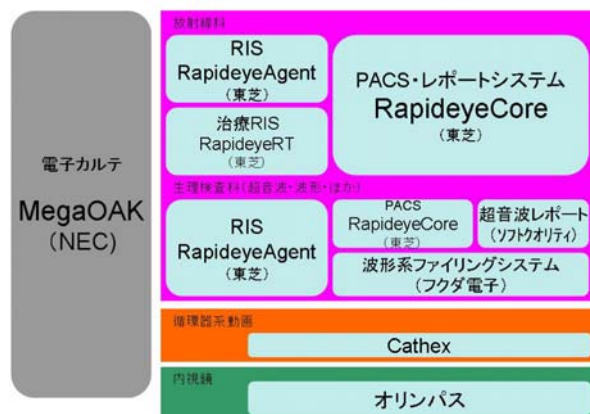 電子カルテ
MegaOAK
(NEC)
放射線科
RIS
RapideyeAgent
(東芝)
治療RIS
RapideyeRT
(東芝)
PACS・レポートシステム
RapideyeCore
(東芝)
生理検査科(超音波・波形・ほか)
RIS
RapideyeAgent
(東芝)
PACS
RapideyeCore
(東芝)
超音波レポート
(ソフトクオリティ)
波形系ファイリングシステム
(フクダ電子)
循環器系動画
Cathex
内視鏡
オリンパス